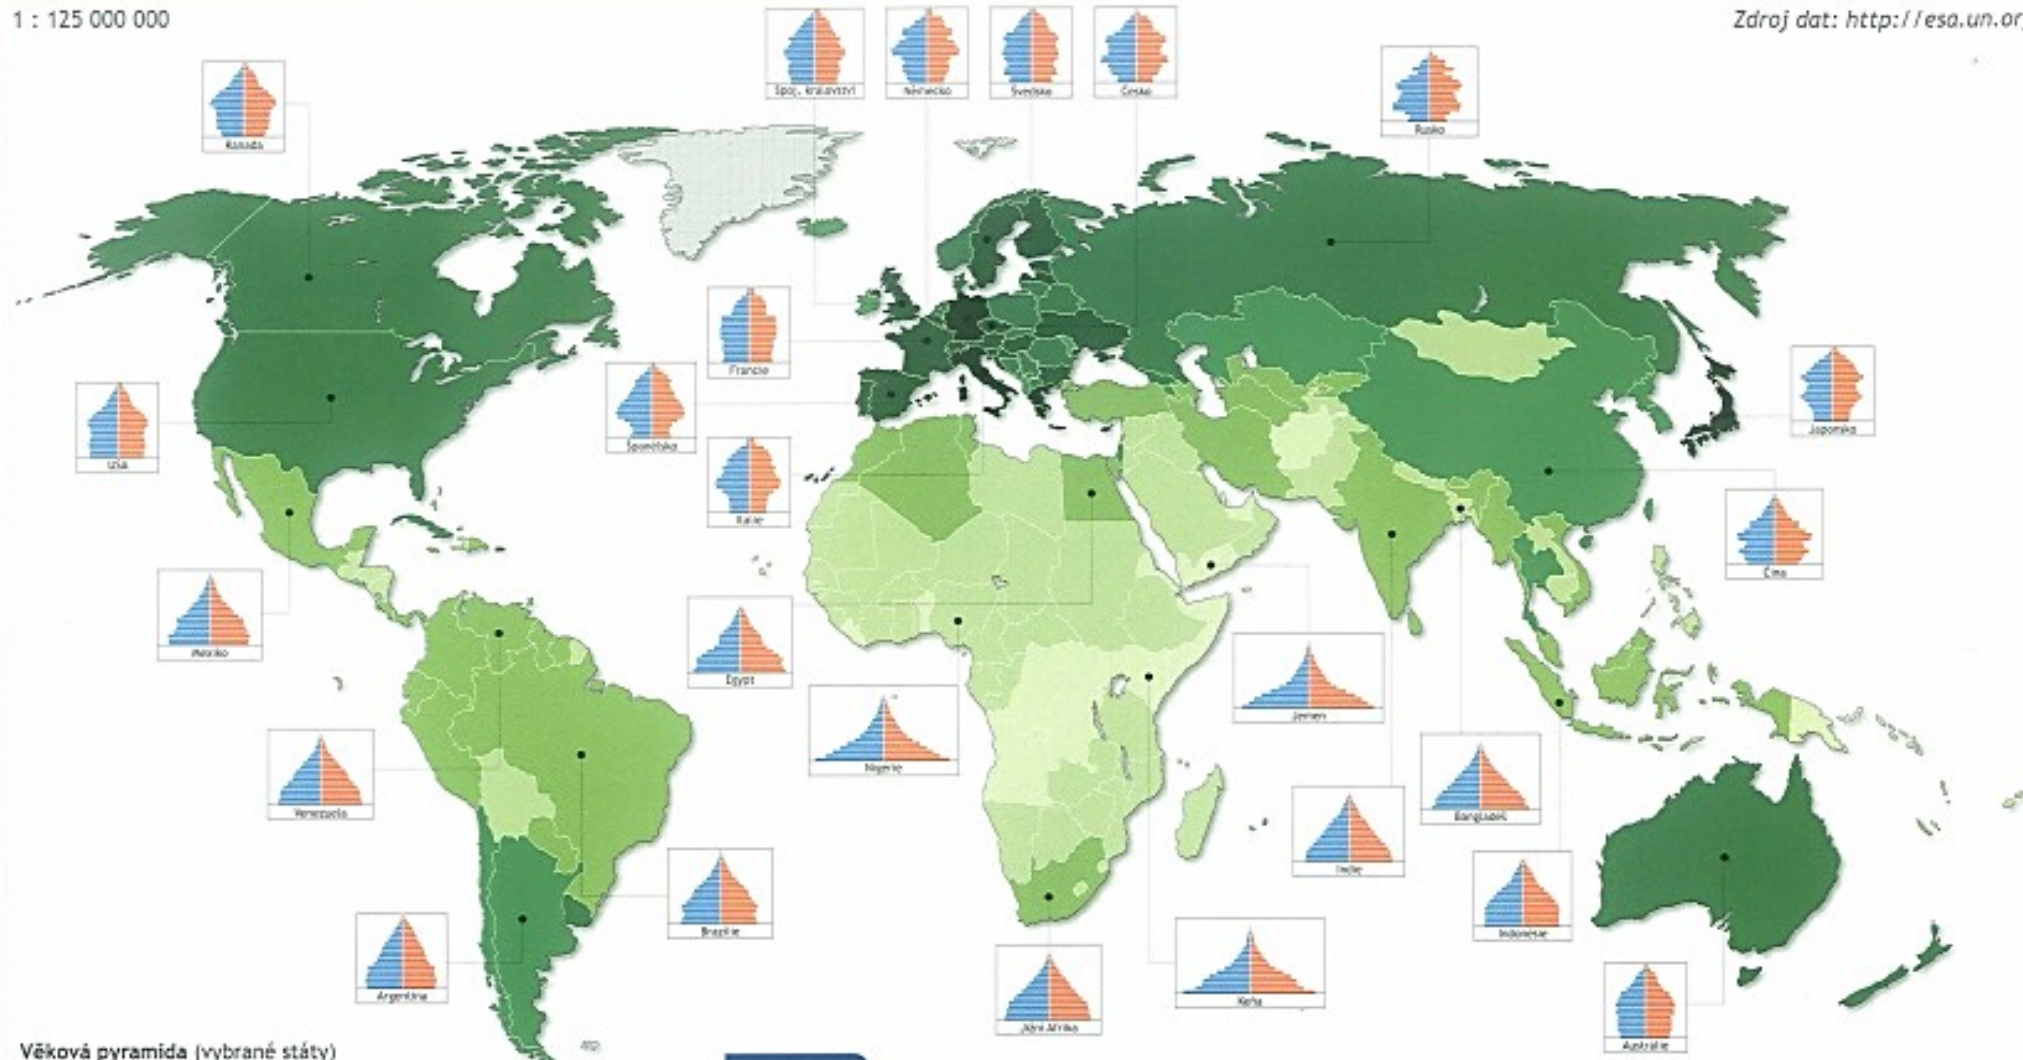 1 : 125 000 000
Zdroj dat: http://esa.un.or
Spoj. království
Německo
Švédsko
Česko
Rusko
Kanada
Francie
Španělsko
Japonsko
USA
Itálie
Čína
Mexiko
Egypt
Jemen
Nigérie
Venezuela
Bangladéš
Indie
Brazílie
Indonésie
Argentina
Keňa
Jižní Afrika
Austrálie
Věková pyramida (vybrané státy)